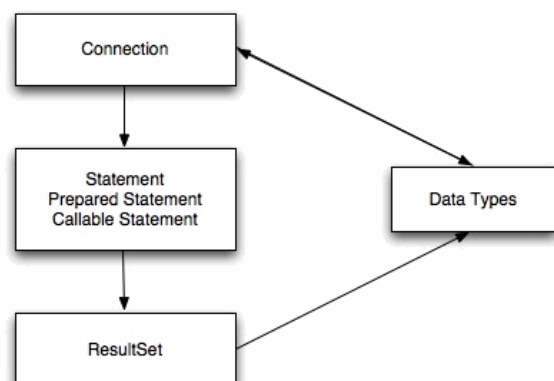 Connection
Statement
Prepared Statement
Callable Statement
Data Types
ResultSet